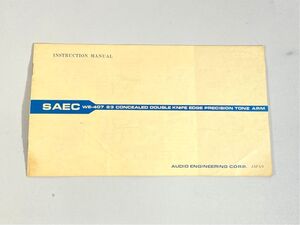 INSTRUCTION MANUAL
SAEC WE-407 23 CONCEALED DOUBLE KNIFE EDGE PRECISION TONE ARM
AUDIO ENGINEERING CORP. JAPAN